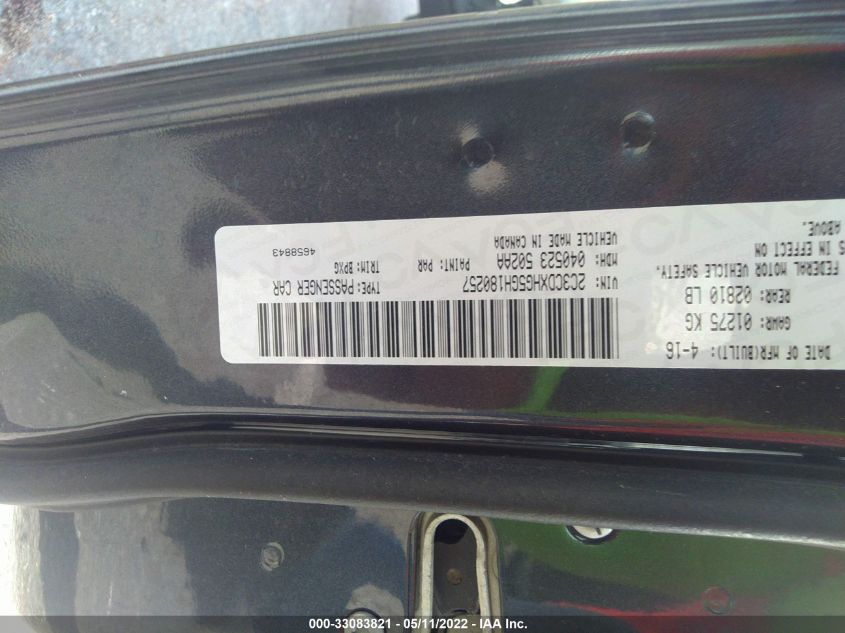 DATE OF MFR(BUILT): 4-16
GAWR: 01275 KG
REAR: 02810 LB
FEDERAL MOTOR VEHICLE SAFETY,
S IN EFFECT ON
ABOVE.
VIN: 2C3CDXHG5GH180257 TYPE: PASSENGER CAR
MDH: 040523 502AA PAINT: PAR TRIM: BPXG
VEHICLE MADE IN CANADA 4658843
000-33083821 - 05/11/2022 - IAA Inc.